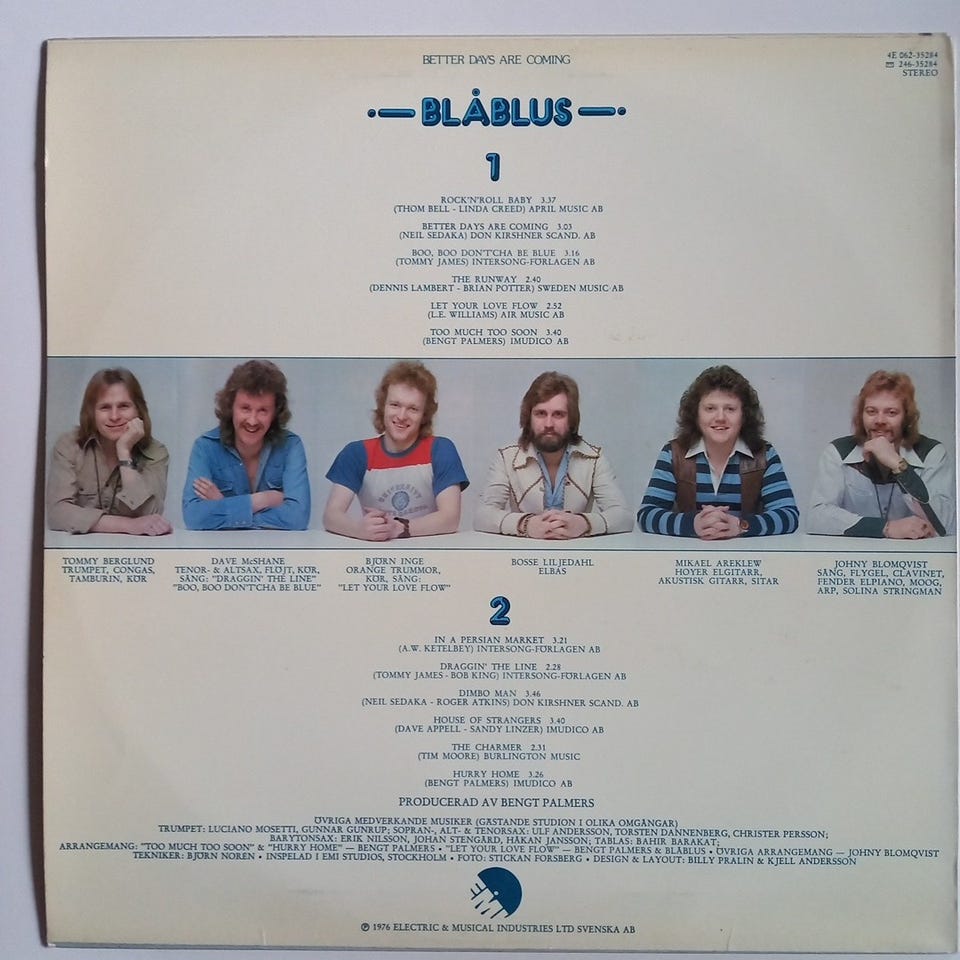 BETTER DAYS ARE COMING
4E 062-35284
246-35284
STEREO
BLÅBLUS
1
ROCK'N'ROLL BABY 3.37
(THOM BELL - LINDA CREED) APRIL MUSIC AB
BETTER DAYS ARE COMING 3.03
(NEIL SEDAKA) DON KIRSHNER SCAND. AB
BOO, BOO DON'T'CHA BE BLUE 3.16
(TOMMY JAMES) INTERSONG-FÖRLAGEN AB
THE RUNWAY 2.40
(DENNIS LAMBERT - BRIAN POTTER) SWEDEN MUSIC AB
LET YOUR LOVE FLOW 2.52
(L.E. WILLIAMS) AIR MUSIC AB
TOO MUCH TOO SOON 3.40
(BENGT PALMERS) IMUDICO AB
UNIVERSITY
TOMMY BERGLUND
TRUMPET, CONGAS,
TAMBURIN, KÖR
DAVE McSHANE
TENOR- & ALTSAX, FLÖJT, KÖR,
SÅNG: "DRAGGIN' THE LINE"
"BOO, BOO DON'T'CHA BE BLUE"
BJÖRN INGE
ORANGE TRUMMOR,
KÖR, SÅNG:
"LET YOUR LOVE FLOW"
BOSSE LILJEDAHL
ELBAS
MIKAEL AREKLEW
HOYER ELGITARR,
AKUSTISK GITARR, SITAR
JOHNY BLOMQVIST
SÅNG, FLYGEL, CLAVINET,
FENDER ELPIANO, MOOG,
ARP, SOLINA STRINGMAN
2
IN A PERSIAN MARKET 3.21
(A.W. KETELBEY) INTERSONG-FÖRLAGEN AB
DRAGGIN' THE LINE 2.28
(TOMMY JAMES - BOB KING) INTERSONG-FÖRLAGEN AB
DIMBO MAN 3.46
(NEIL SEDAKA - ROGER ATKINS) DON KIRSHNER SCAND. AB
HOUSE OF STRANGERS 3.40
(DAVE APPELL - SANDY LINZER) IMUDICO AB
THE CHARMER 2.31
(TIM MOORE) BURLINGTON MUSIC
HURRY HOME 3.26
(BENGT PALMERS) IMUDICO AB
PRODUCERAD AV BENGT PALMERS
ÖVRIGA MEDVERKANDE MUSIKER (GÄSTANDE STUDION I OLIKA OMGÅNGAR)
TRUMPET: LUCIANO MOSETTI, GUNNAR GUNRUP; SOPRAN-, ALT- & TENORSAX: ULF ANDERSSON, TORSTEN DANNENBERG, CHRISTER PERSSON;
BARYTONSAX: ERIK NILSSON, JOHAN STENGÅRD, HÅKAN JANSSON; TABLAS: BAHIR BARAKAT;
ARRANGEMANG: "TOO MUCH TOO SOON" & "HURRY HOME" — BENGT PALMERS • "LET YOUR LOVE FLOW" — BENGT PALMERS & BLÅBLUS • ÖVRIGA ARRANGEMANG — JOHNY BLOMQVIST
TEKNIKER: BJÖRN NORÉN • INSPELAD I EMI STUDIOS, STOCKHOLM • FOTO: STICKAN FORSBERG • DESIGN & LAYOUT: BILLY PRALIN & KJELL ANDERSSON
EMI
℗ 1976 ELECTRIC & MUSICAL INDUSTRIES LTD SVENSKA AB